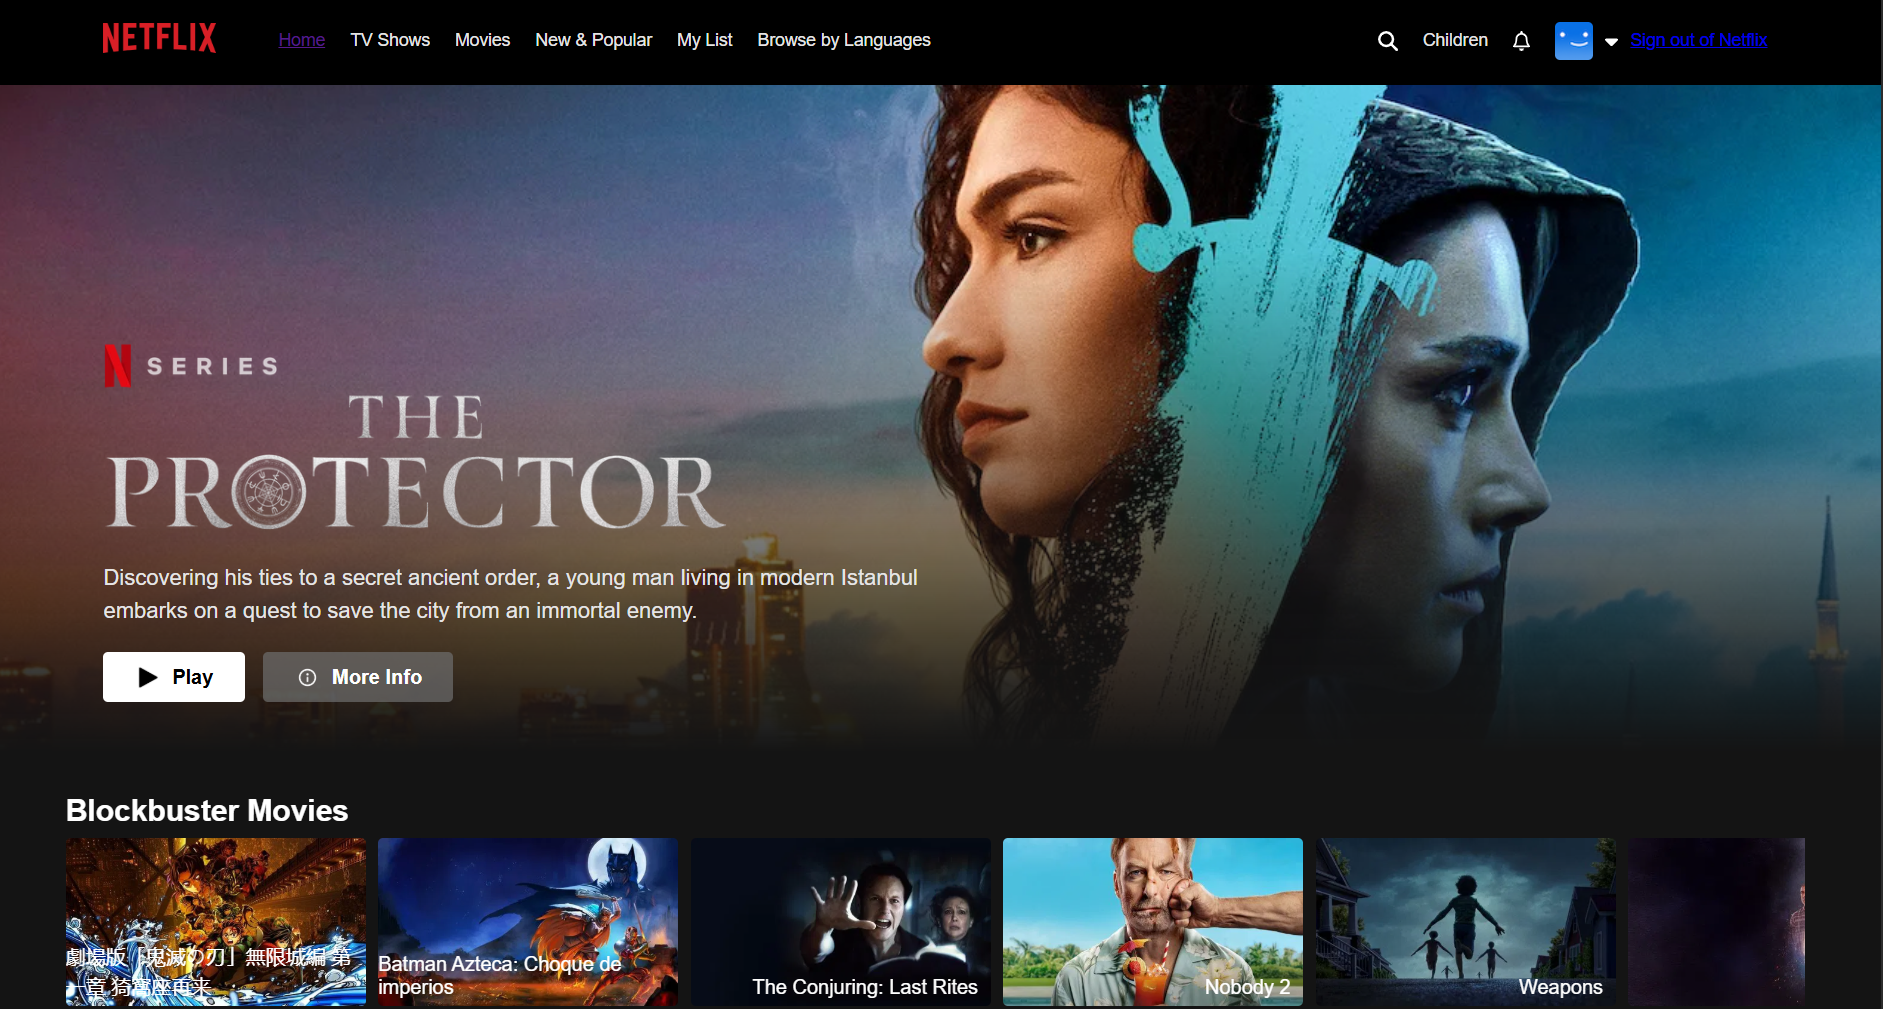 NETFLIX
Home
TV Shows
Movies
New & Popular
My List
Browse by Languages
Children
Sign out of Netflix
N SERIES
THE
PROTECTOR
Discovering his ties to a secret ancient order, a young man living in modern Istanbul
embarks on a quest to save the city from an immortal enemy.
Play
More Info
Blockbuster Movies
劇場版「鬼滅の刃」無限城編 第
一章 猗窩座再来
Batman Azteca: Choque de
imperios
The Conjuring: Last Rites
Nobody 2
Weapons